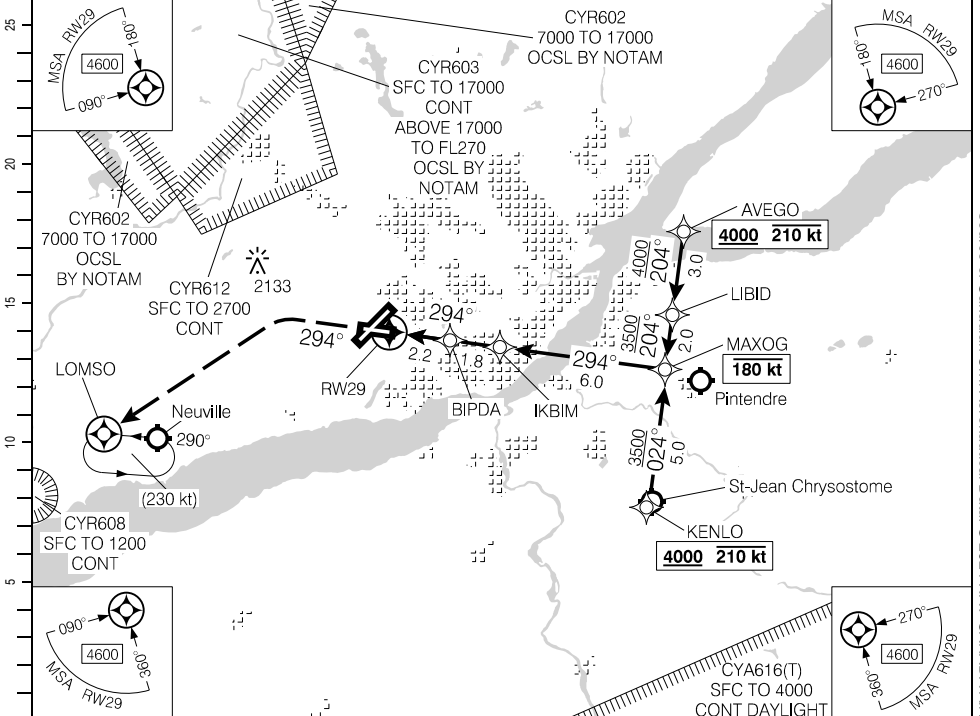 25
20
15
10
5
MSA RW29
180°
4600
090°
MSA RW29
180°
4600
270°
CYR602
7000 TO 17000
OCSL BY NOTAM
CYR603
SFC TO 17000
CONT
ABOVE 17000
TO FL270
OCSL BY
NOTAM
CYR602
7000 TO 17000
OCSL
BY NOTAM
CYR612
SFC TO 2700
CONT
2133
AVEGO
4000 210 kt
4000
204°
3.0
LIBID
3500
204°
2.0
MAXOG
180 kt
Pintendre
294°
294°
294°
6.0
2.2
1.8
RW29
BIPDA
IKBIM
LOMSO
Neuville
290°
(230 kt)
3500
024°
5.0
St-Jean Chrysostome
KENLO
4000 210 kt
CYR608
SFC TO 1200
CONT
090°
4600
360°
MSA RW29
CYA616(T)
SFC TO 4000
CONT DAYLIGHT
270°
4600
360°
MSA RW29